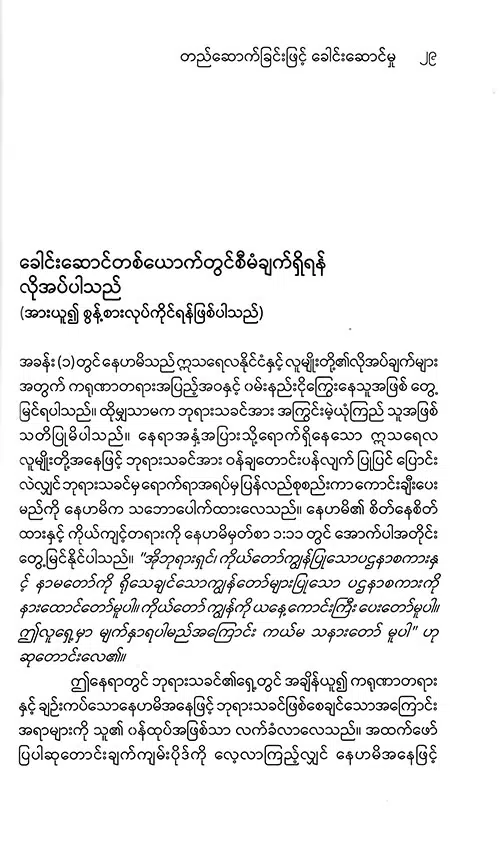 တည်ဆောက်ခြင်းဖြင့် ခေါင်းဆောင်မှု ၂၉
ခေါင်းဆောင်တစ်ယောက်တွင်စီမံချက်ရှိရန်
လိုအပ်ပါသည်
(အားယူ၍ စွန့်စားလုပ်ကိုင်ရန်ဖြစ်ပါသည်)
အခန်း (၁) တွင် နေဟမိသည် ဣသရေလနိုင်ငံနှင့် လူမျိုးတို့၏လိုအပ်ချက်များ
အတွက် ကရုဏာတရားအပြည့်အဝနှင့် ဝမ်းနည်းငိုကြွေးနေသူအဖြစ် တွေ့
မြင်ရပါသည်။ ထိုမျှသာမက ဘုရားသခင်အား အကြွင်းမဲ့ယုံကြည် သူအဖြစ်
သတိပြုမိပါသည်။ နေရာအနှံ့အပြားသို့ရောက်ရှိနေသော ဣသရေလ
လူမျိုးတို့အနေဖြင့် ဘုရားသခင်အား ဝန်ချတောင်းပန်လျက် ပြုပြင် ပြောင်း
လဲလျှင် ဘုရားသခင်မှ ရောက်ရာအရပ်မှပြန်လည်စုစည်းကာ ကောင်းချီးပေး
မည်ကို နေဟမိက သဘောပေါက်ထားလေသည်။ နေဟမိ၏ စိတ်နေစိတ်
ထားနှင့် ကိုယ်ကျင့်တရားကို နေဟမိမှတ်စာ ၁:၁၁ တွင် အောက်ပါအတိုင်း
တွေ့မြင်နိုင်ပါသည်။ "အိုဘုရားရှင်၊ ကိုယ်တော်ကျွန်ပြုသောပဌနာစကားနှ
င့် နာမတော်ကို ရိုသေချင်သောကျွန်တော်များပြုသော ပဌနာစကားကို
နားထောင်တော်မူပါ။ ကိုယ်တော် ကျွန်ကို ယနေ့ ကောင်းကြီး ပေးတော်မူပါ။
ဤလူရှေ့မှာ မျက်နှာရပါမည်အကြောင်း ကယ်မ သနားတော် မူပါ" ဟု
ဆုတောင်းလေ၏။
ဤနေရာတွင် ဘုရားသခင်၏ရှေ့တွင် အချိန်ယူ၍ ကရုဏာတရား
နှင့် ချဉ်းကပ်သောနေဟမိအနေဖြင့် ဘုရားသခင်ဖြစ်စေချင်သောအကြောင်း
အရာများကို သူ၏ ဝန်ထုပ်အဖြစ်သာ လက်ခံလာလေသည်။ အထက်ဖော်
ပြပါဆုတောင်းချက်ကျမ်းပိုဒ်ကို လေ့လာကြည့်လျှင် နေဟမိအနေဖြင့်